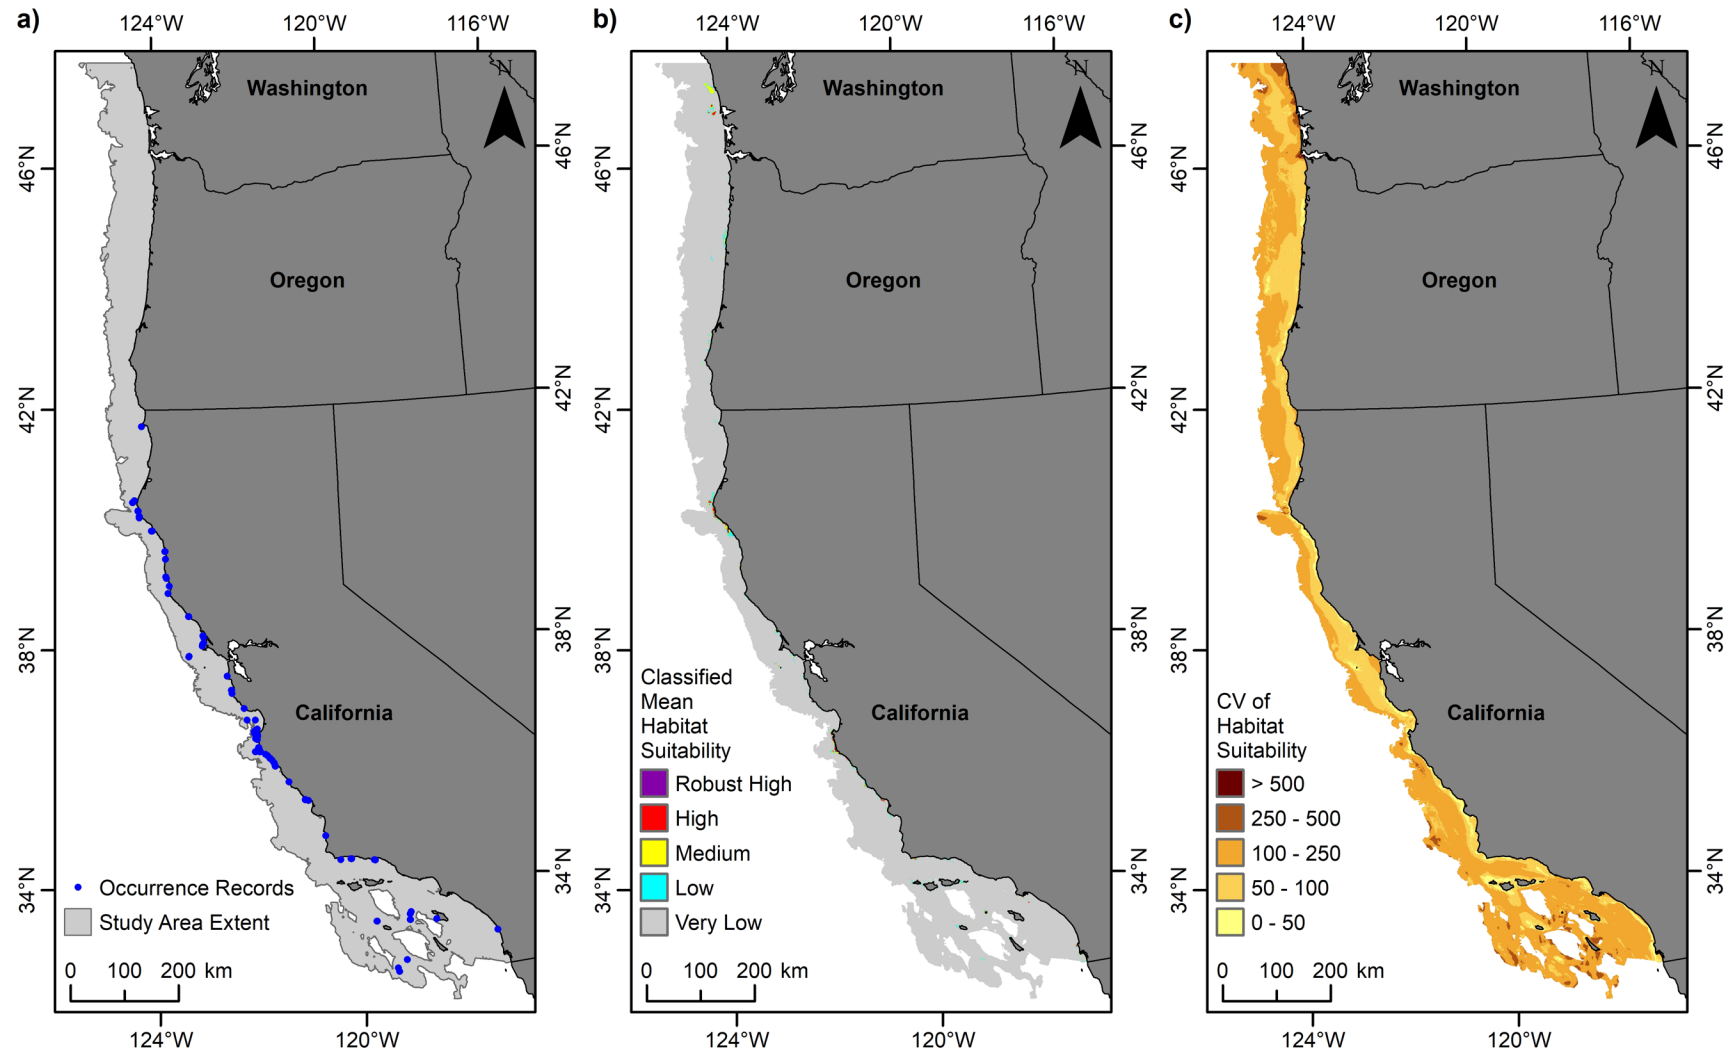 a)
124°W
120°W
116°W
N
Washington
Oregon
California
46°N
42°N
38°N
34°N
46°N
42°N
38°N
34°N
Occurrence Records
Study Area Extent
0 100 200 km
124°W
120°W
b)
124°W
120°W
116°W
N
Washington
Oregon
California
46°N
42°N
38°N
34°N
46°N
42°N
38°N
34°N
Classified
Mean
Habitat
Suitability
Robust High
High
Medium
Low
Very Low
0 100 200 km
124°W
120°W
c)
124°W
120°W
116°W
N
Washington
Oregon
California
46°N
42°N
38°N
34°N
46°N
42°N
38°N
34°N
CV of
Habitat
Suitability
> 500
250 - 500
100 - 250
50 - 100
0 - 50
0 100 200 km
124°W
120°W